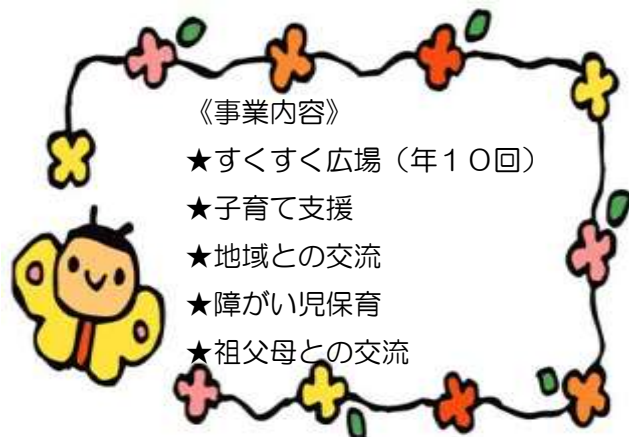 《事業内容》
★すくすく広場（年１０回）
★子育て支援
★地域との交流
★障がい児保育
★祖父母との交流